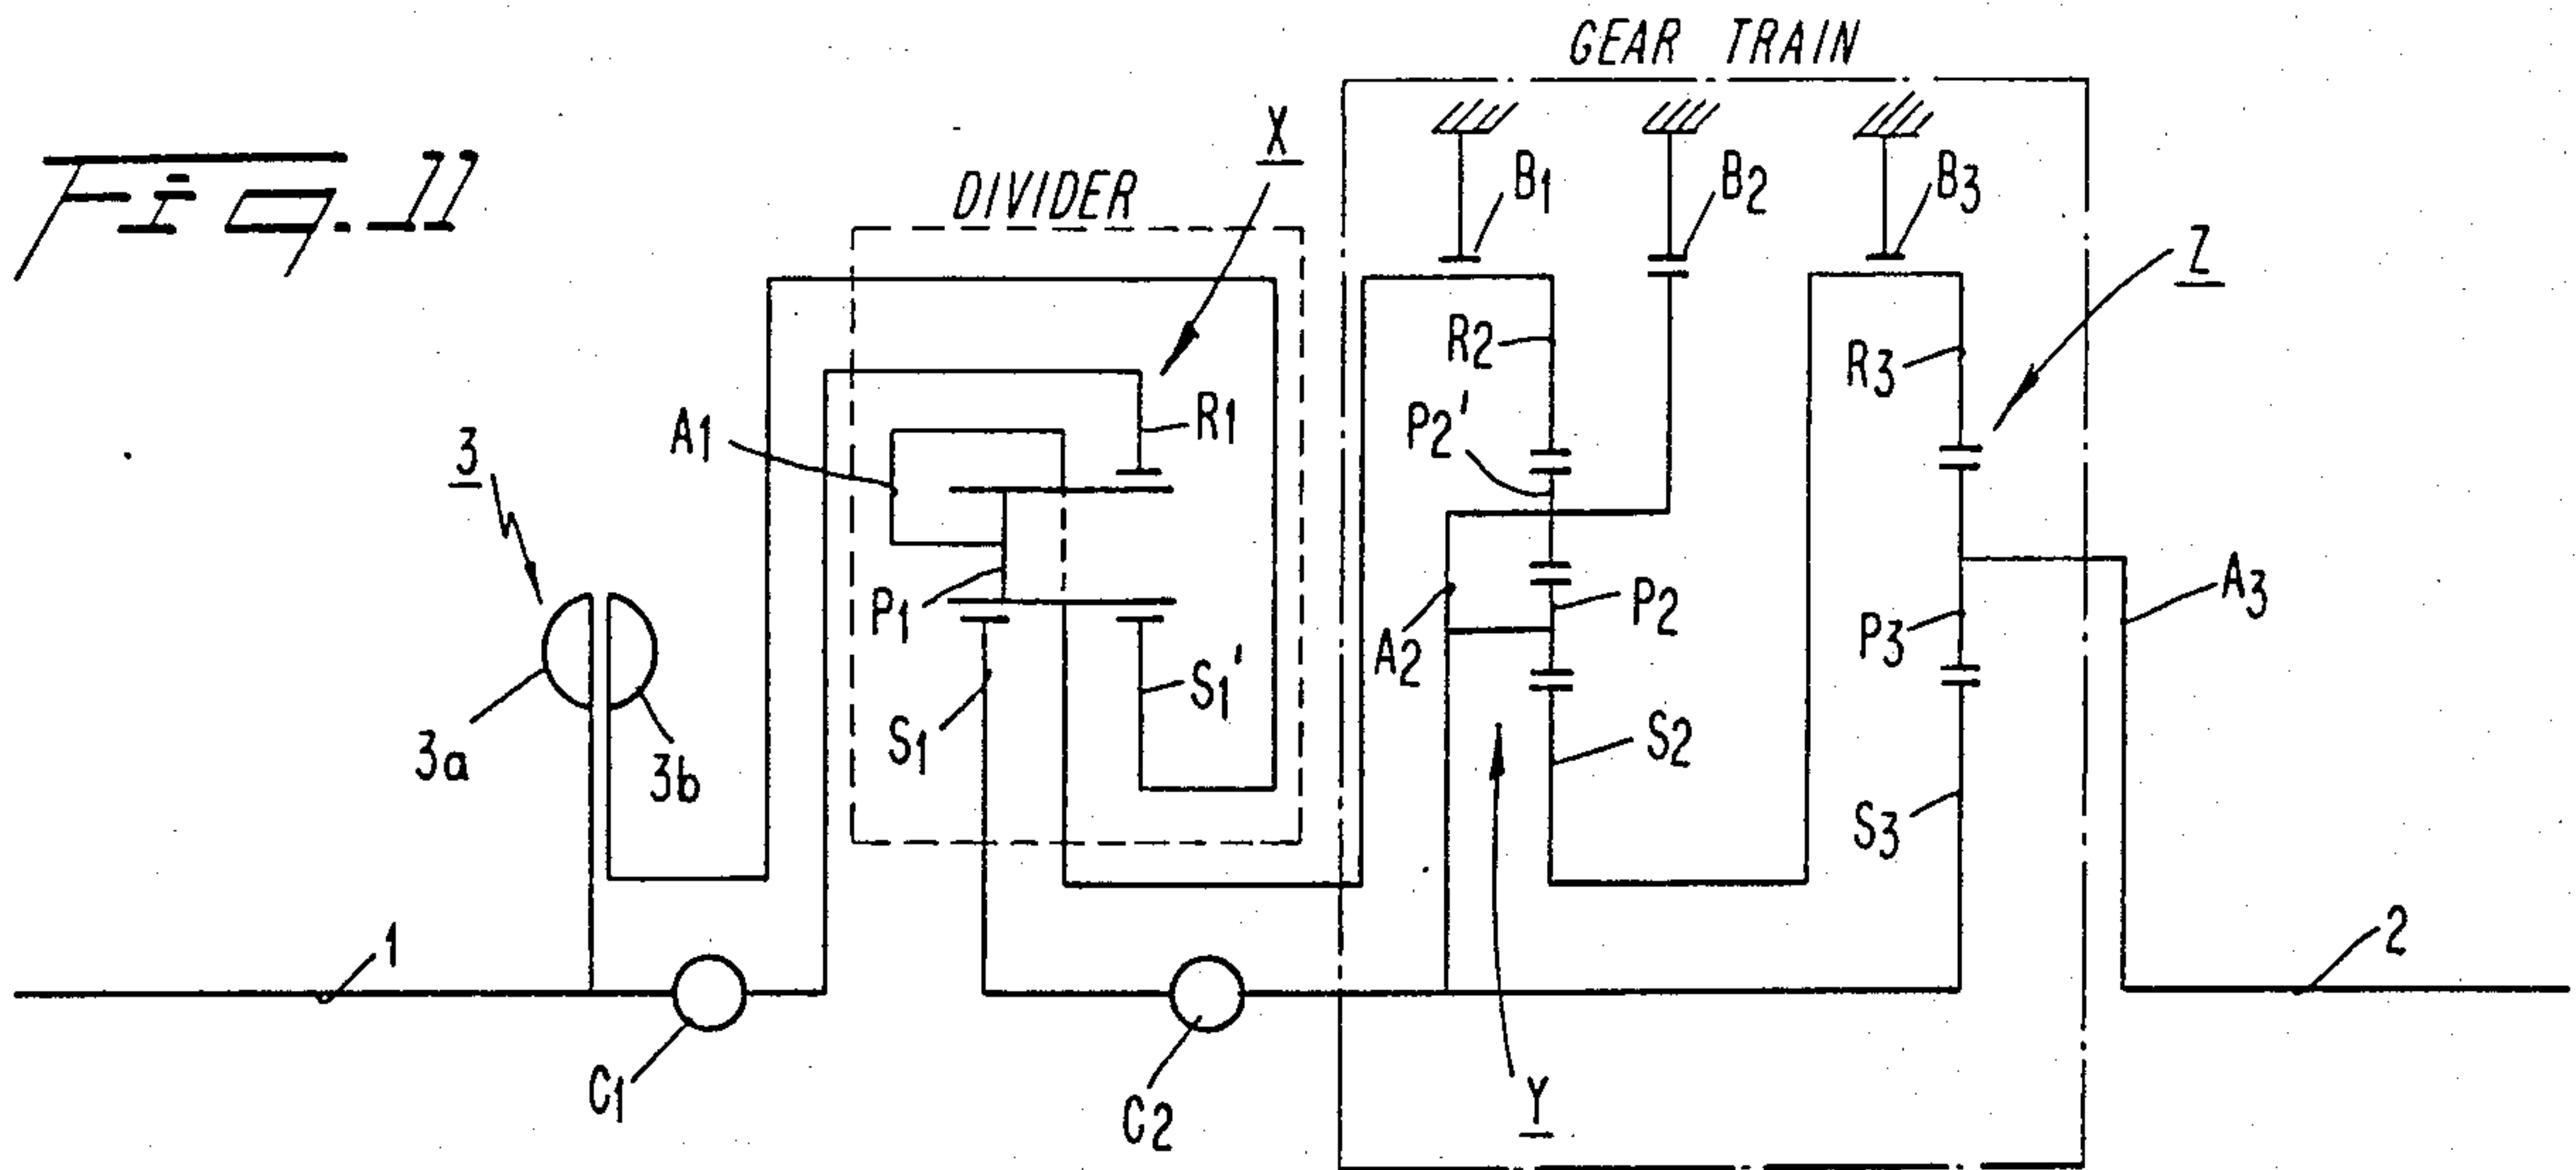 GEAR TRAIN
Fig. 11
DIVIDER
X
B1
B2
B3
Z
R2
R3
A1
R1
P2'
3
P1
A2
P2
P3
A3
S1
S1'
S2
3a
3b
S3
1
2
C1
C2
Y